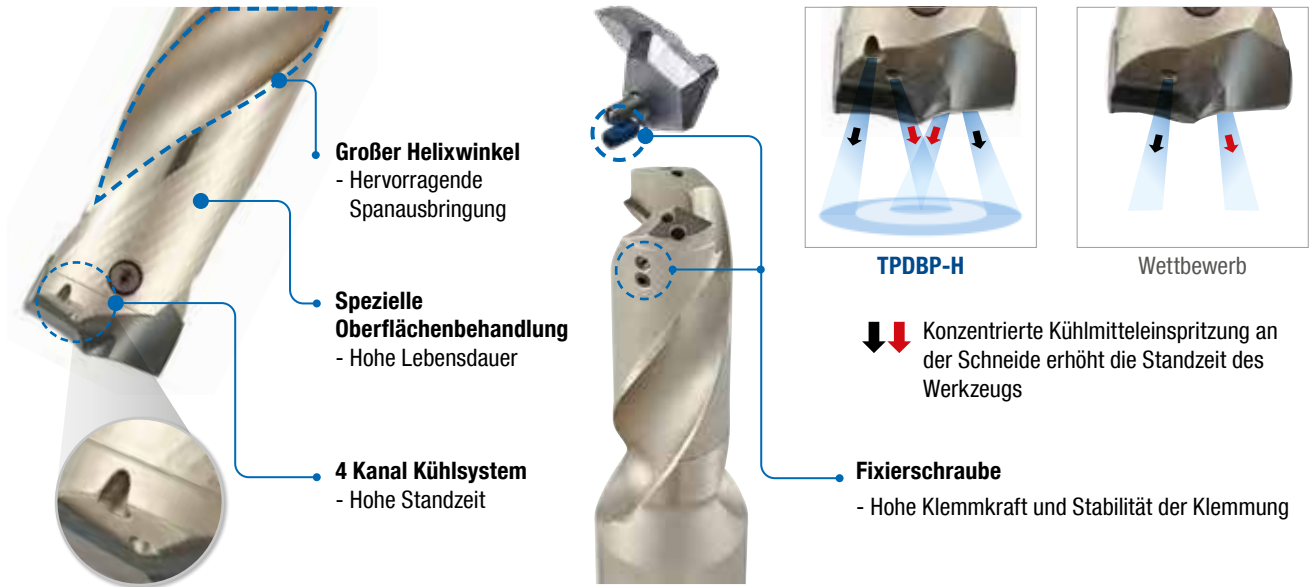 Großer Helixwinkel
- Hervorragende
Spanausbringung
Spezielle
Oberflächenbehandlung
- Hohe Lebensdauer
4 Kanal Kühlsystem
- Hohe Standzeit
TPDBP-H
Wettbewerb
Konzentrierte Kühlmitteleinspritzung an
der Schneide erhöht die Standzeit des
Werkzeugs
Fixierschraube
- Hohe Klemmkraft und Stabilität der Klemmung